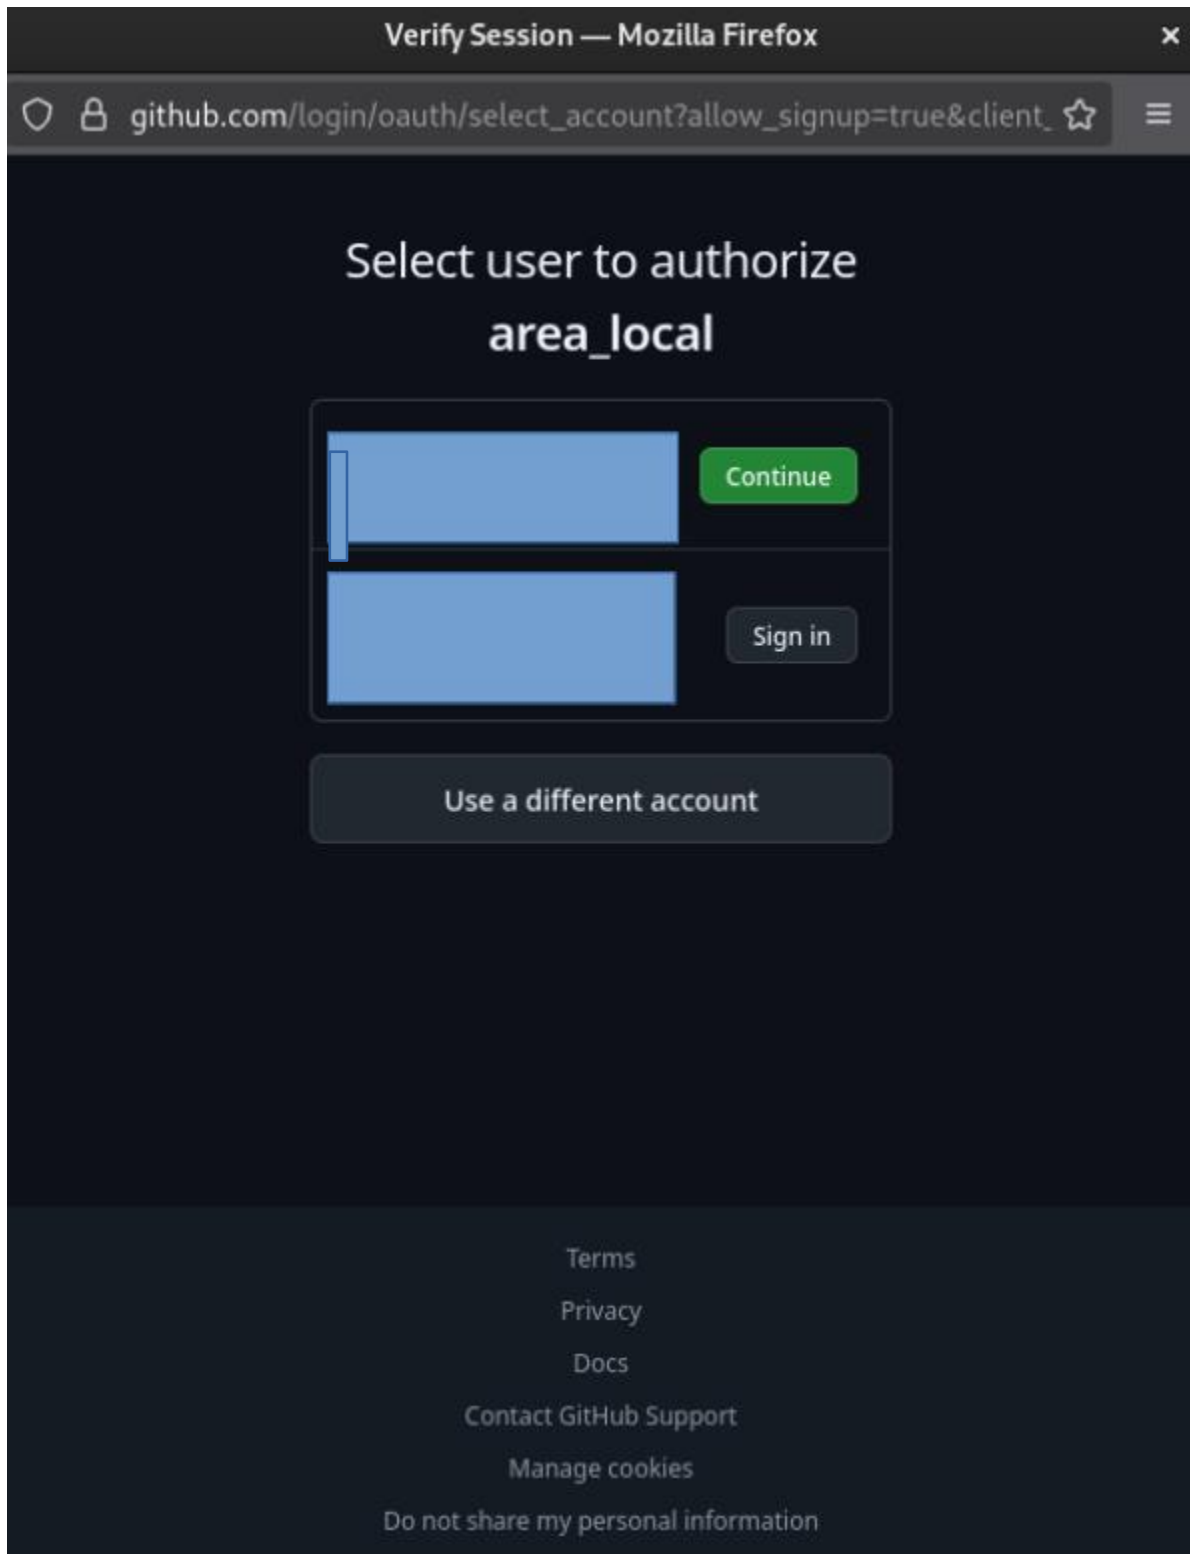 Verify Session — Mozilla Firefox
github.com/login/oauth/select_account?allow_signup=true&client_
Select user to authorize
area_local
Continue
Sign in
Use a different account
Terms
Privacy
Docs
Contact GitHub Support
Manage cookies
Do not share my personal information